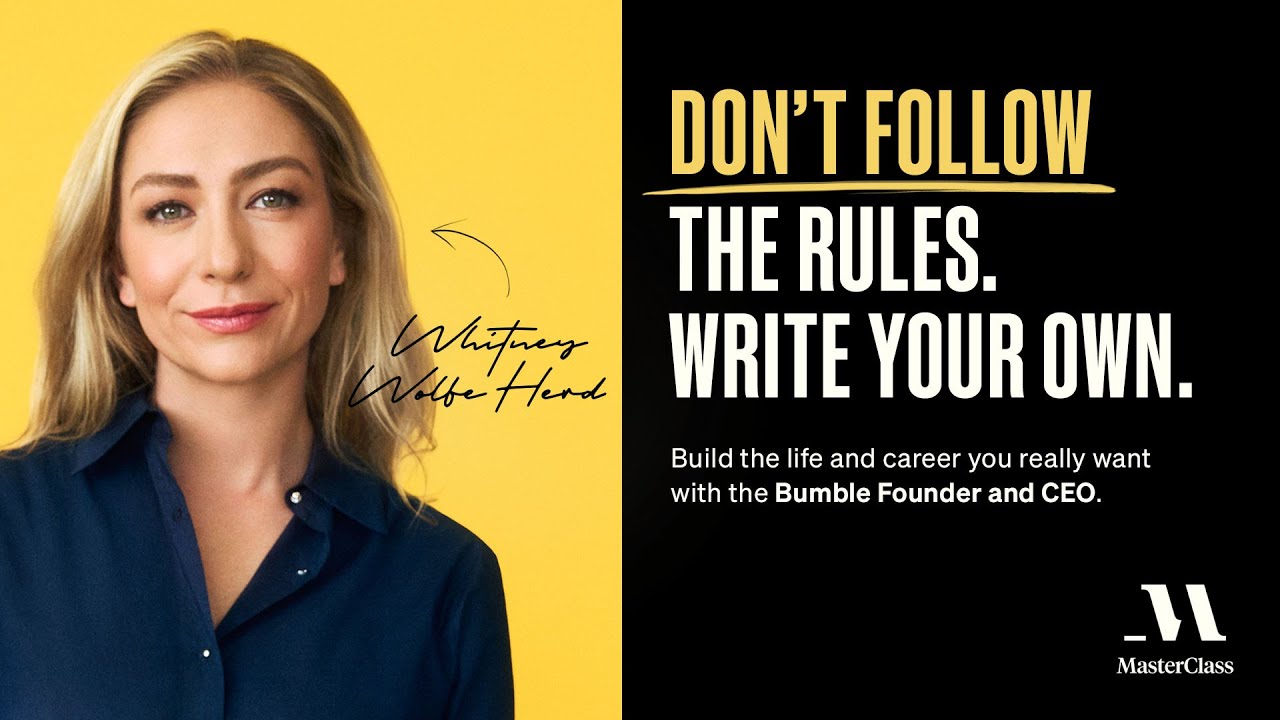 Whitney
Wolfe Herd
DON’T FOLLOW
THE RULES.
WRITE YOUR OWN.
Build the life and career you really want
with the Bumble Founder and CEO.
M
MasterClass